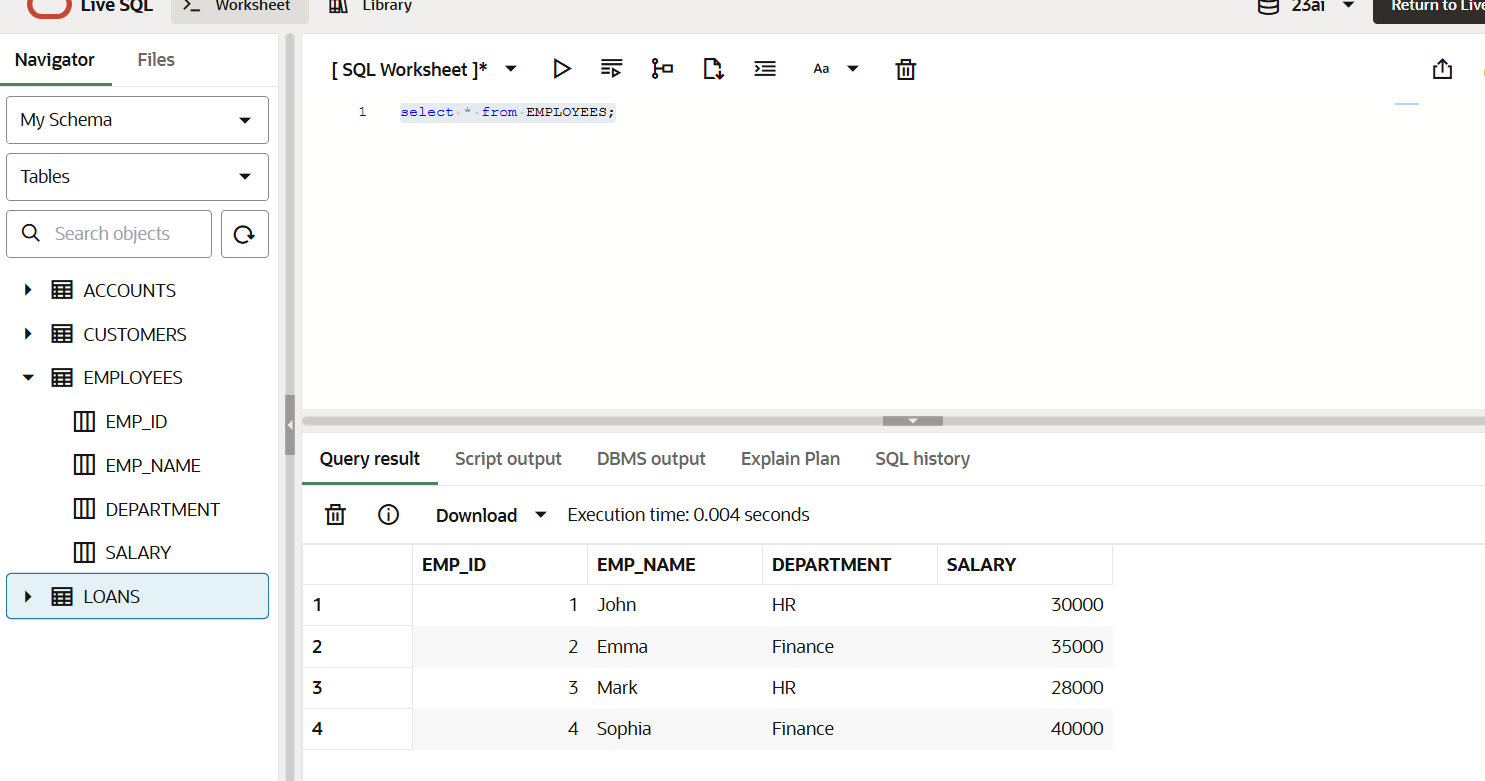 Live SQL Worksheet Library 23ai Return to Live
Navigator Files
[ SQL Worksheet ]* Aa
My Schema
1 select * from EMPLOYEES;
Tables
Search objects
ACCOUNTS
CUSTOMERS
EMPLOYEES
EMP_ID
EMP_NAME
DEPARTMENT
SALARY
LOANS
Query result Script output DBMS output Explain Plan SQL history
Download Execution time: 0.004 seconds
EMP_ID EMP_NAME DEPARTMENT SALARY
1 1 John HR 30000
2 2 Emma Finance 35000
3 3 Mark HR 28000
4 4 Sophia Finance 40000